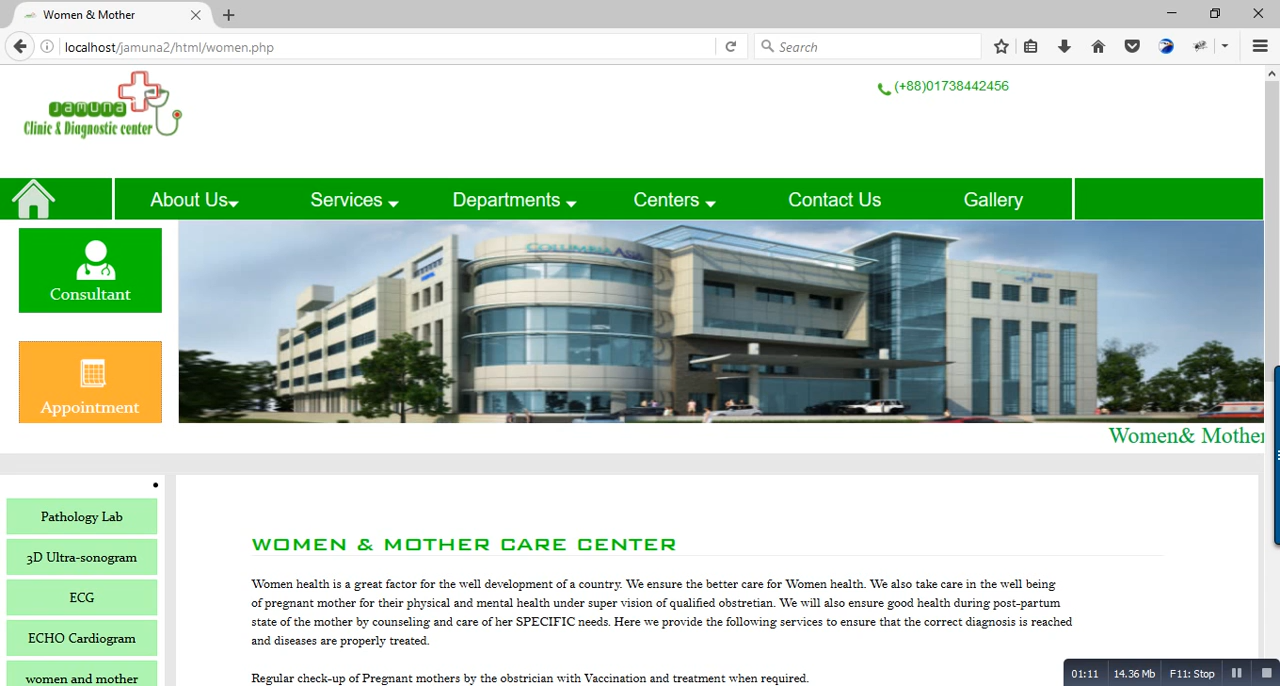 Women & Mother
localhost/jamuna2/html/women.php
Search
JAMUNA
Clinic & Diagnostic center
(+88)01738442456
About Us
Services
Departments
Centers
Contact Us
Gallery
Consultant
Appointment
COLUMBIA ASIA
Women& Mother
Pathology Lab
3D Ultra-sonogram
ECG
ECHO Cardiogram
women and mother
WOMEN & MOTHER CARE CENTER
Women health is a great factor for the well development of a country. We ensure the better care for Women health. We also take care in the well being
of pregnant mother for their physical and mental health under super vision of qualified obstretian. We will also ensure good health during post-partum
state of the mother by counseling and care of her SPECIFIC needs. Here we provide the following services to ensure that the correct diagnosis is reached
and diseases are properly treated.
Regular check-up of Pregnant mothers by the obstrician with Vaccination and treatment when required.
01:11
14.36 Mb
F11: Stop